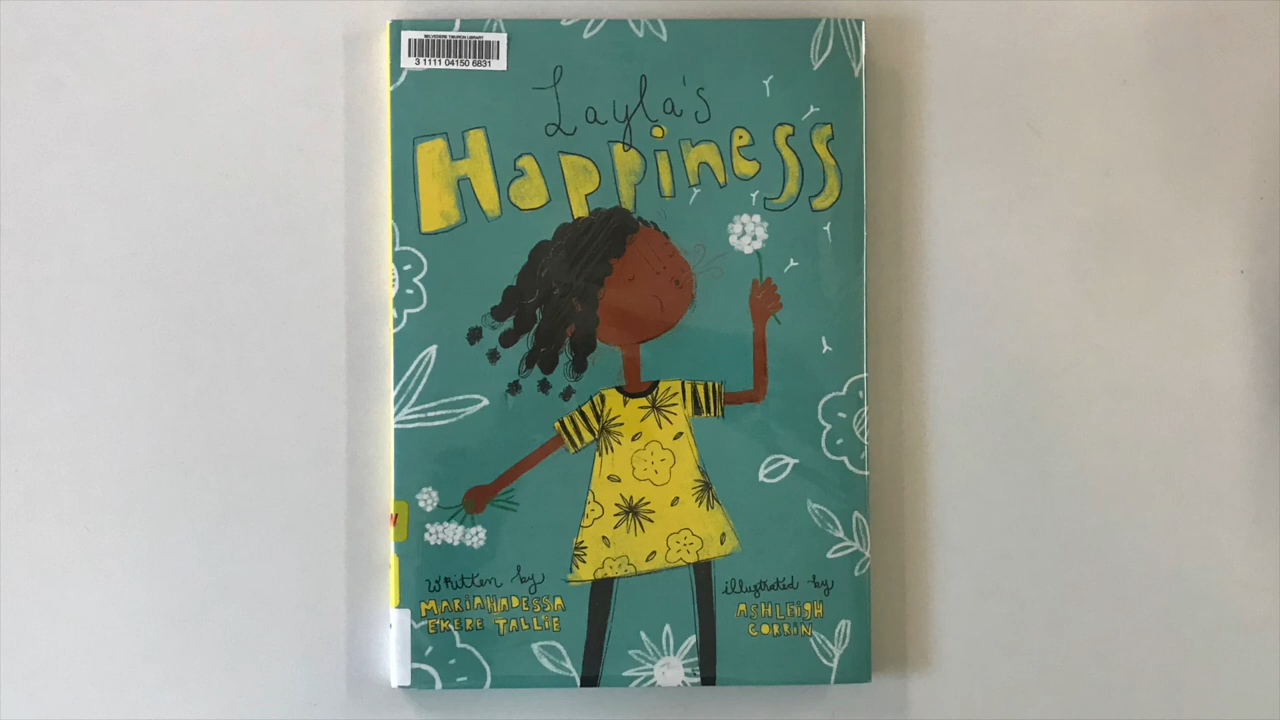 BELVEDERE TIBURON LIBRARY
3 1111 04150 6831
Layla's
Happiness
written by
MARIAHADESSA
EKERE TALLIE
illustrated by
ASHLEIGH
CORRIN